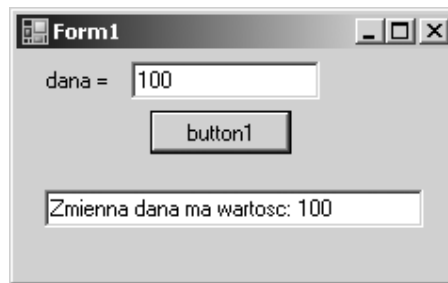 Form1
dana = 100
button1
Zmienna dana ma wartosc: 100